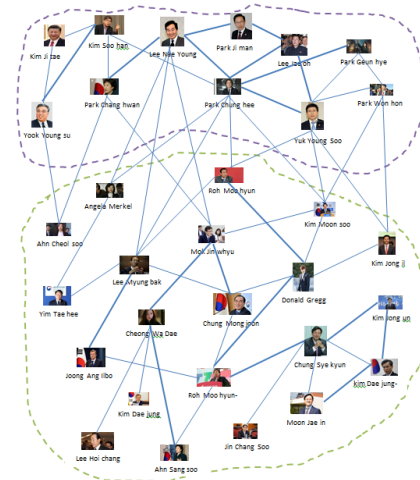 Kim Ji tae
Kim Soo han
Lee Nae Young
Park Ji man
Lee Jae oh
Park Geun hye
Park Chang hwan
Park Chung hee
Park Won hon
Yook Young su
Yuk Young Soo
Roh Moo hyun
Angela Merkel
Kim Moon soo
Ahn Cheol soo
Mok Jin whyu
Kim Jong il
Lee Myung bak
Donald Gregg
Yim Tae hee
Chung Mong joon
Kim Jong un
Cheong Wa Dae
Joong Ang Ilbo
Chung Sye kyun
Kim Dae jung-
Roh Moo hyun-
Kim Dae jung
Moon Jae in
Jin Chang Soo
Lee Hoi chang
Ahn Sang soo